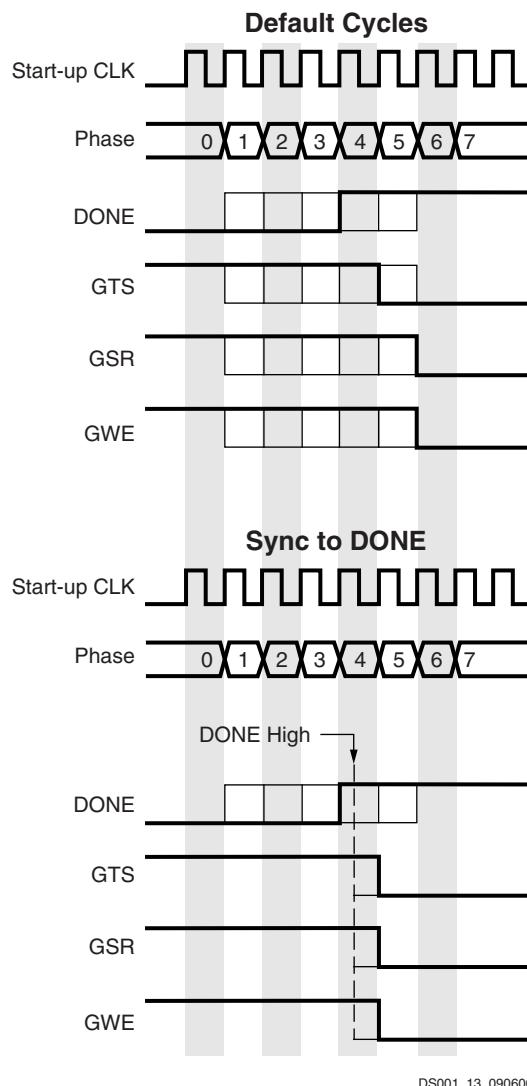 Default Cycles
Start-up CLK
Phase 0 1 2 3 4 5 6 7
DONE
GTS
GSR
GWE
Sync to DONE
Start-up CLK
Phase 0 1 2 3 4 5 6 7
DONE High
DONE
GTS
GSR
GWE